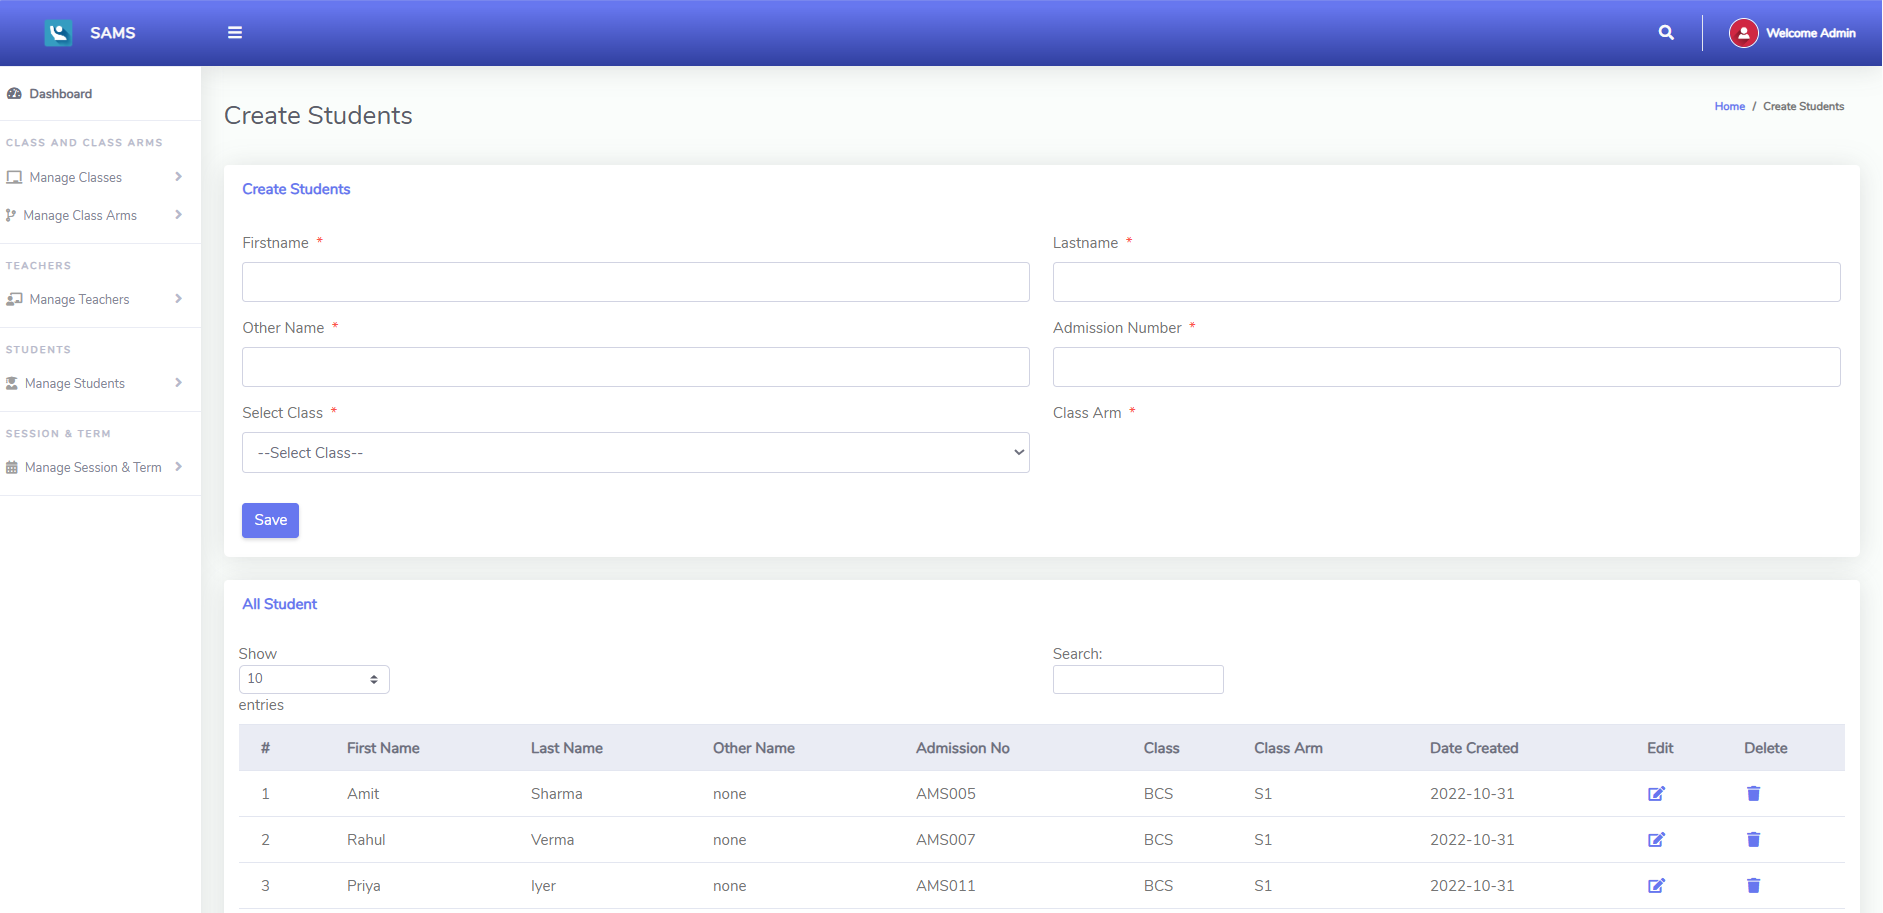 SAMS
Welcome Admin
Dashboard
CLASS AND CLASS ARMS
Manage Classes
Manage Class Arms
TEACHERS
Manage Teachers
STUDENTS
Manage Students
SESSION & TERM
Manage Session & Term
Create Students
Home / Create Students
Create Students
Firstname *
Lastname *
Other Name *
Admission Number *
Select Class *
Class Arm *
--Select Class--
Save
All Student
Show
10
entries
Search:
# First Name Last Name Other Name Admission No Class Class Arm Date Created Edit Delete
1 Amit Sharma none AMS005 BCS S1 2022-10-31
2 Rahul Verma none AMS007 BCS S1 2022-10-31
3 Priya Iyer none AMS011 BCS S1 2022-10-31